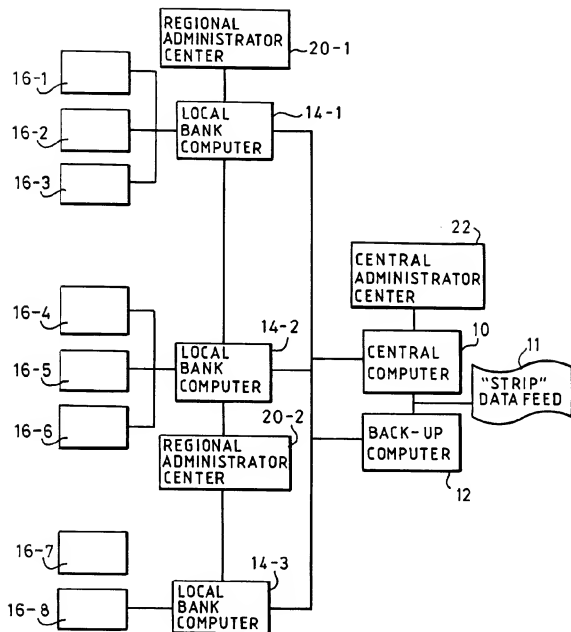 REGIONAL
ADMINISTRATOR
CENTER
20-1
16-1
LOCAL
BANK
COMPUTER
14-1
16-2
16-3
22
CENTRAL
ADMINISTRATOR
CENTER
16-4
14-2
10
11
LOCAL
BANK
COMPUTER
CENTRAL
COMPUTER
"STRIP"
DATA FEED
16-5
16-6
20-2
REGIONAL
ADMINISTRATOR
CENTER
BACK-UP
COMPUTER
12
16-7
14-3
16-8
LOCAL
BANK
COMPUTER